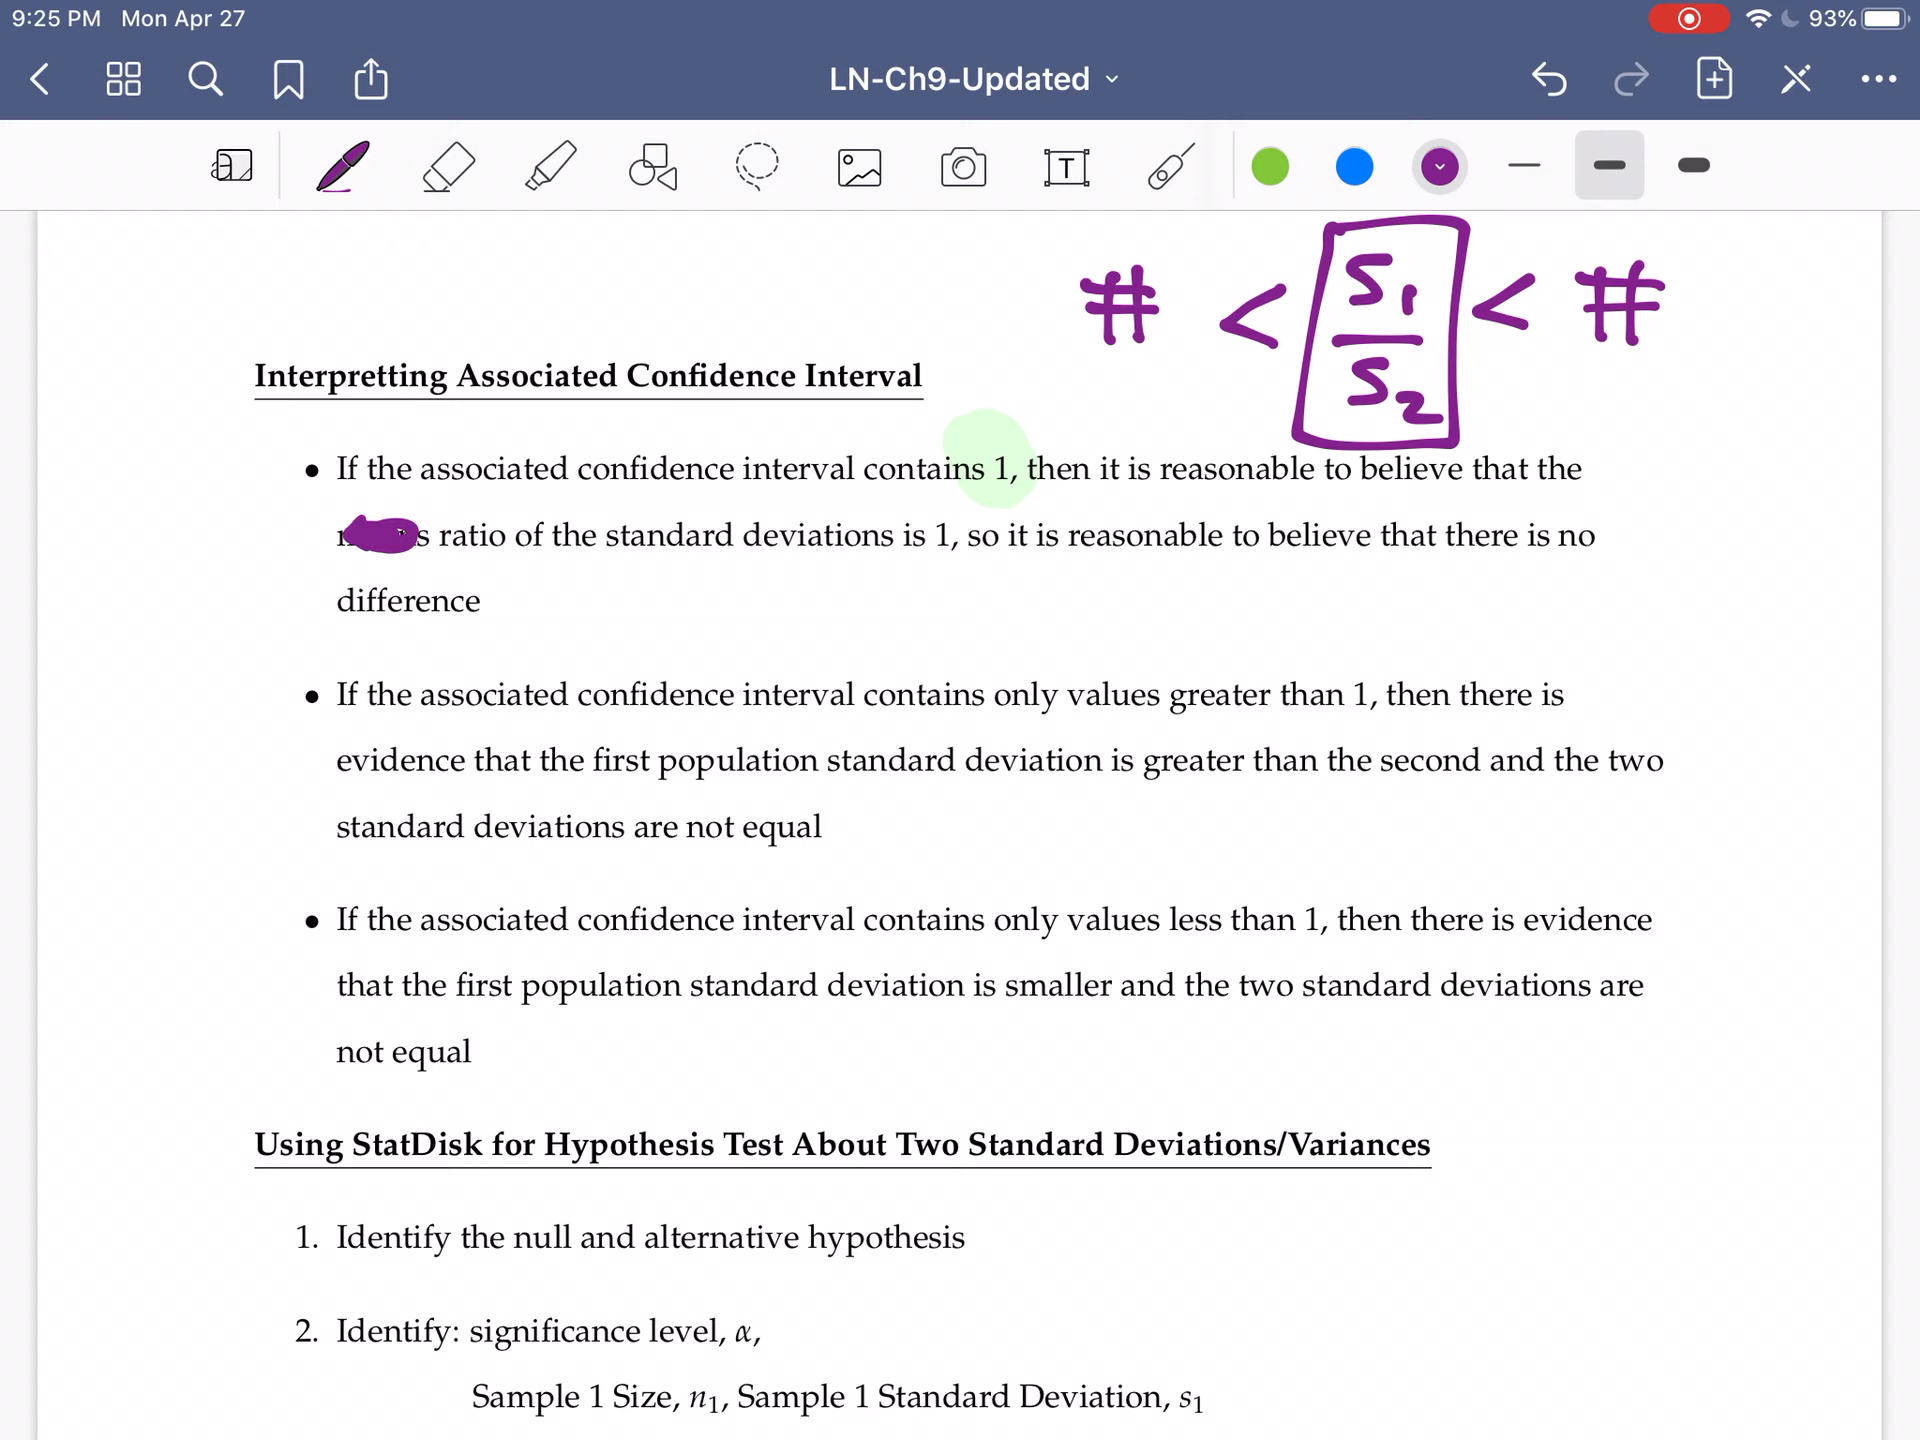 9:25 PM Mon Apr 27 93%
LN-Ch9-Updated
T
# < S₁/S₂ < #
Interpretting Associated Confidence Interval
• If the associated confidence interval contains 1, then it is reasonable to believe that the
ratio of the standard deviations is 1, so it is reasonable to believe that there is no
difference
• If the associated confidence interval contains only values greater than 1, then there is
evidence that the first population standard deviation is greater than the second and the two
standard deviations are not equal
• If the associated confidence interval contains only values less than 1, then there is evidence
that the first population standard deviation is smaller and the two standard deviations are
not equal
Using StatDisk for Hypothesis Test About Two Standard Deviations/Variances
1. Identify the null and alternative hypothesis
2. Identify: significance level, α,
Sample 1 Size, n₁, Sample 1 Standard Deviation, s₁